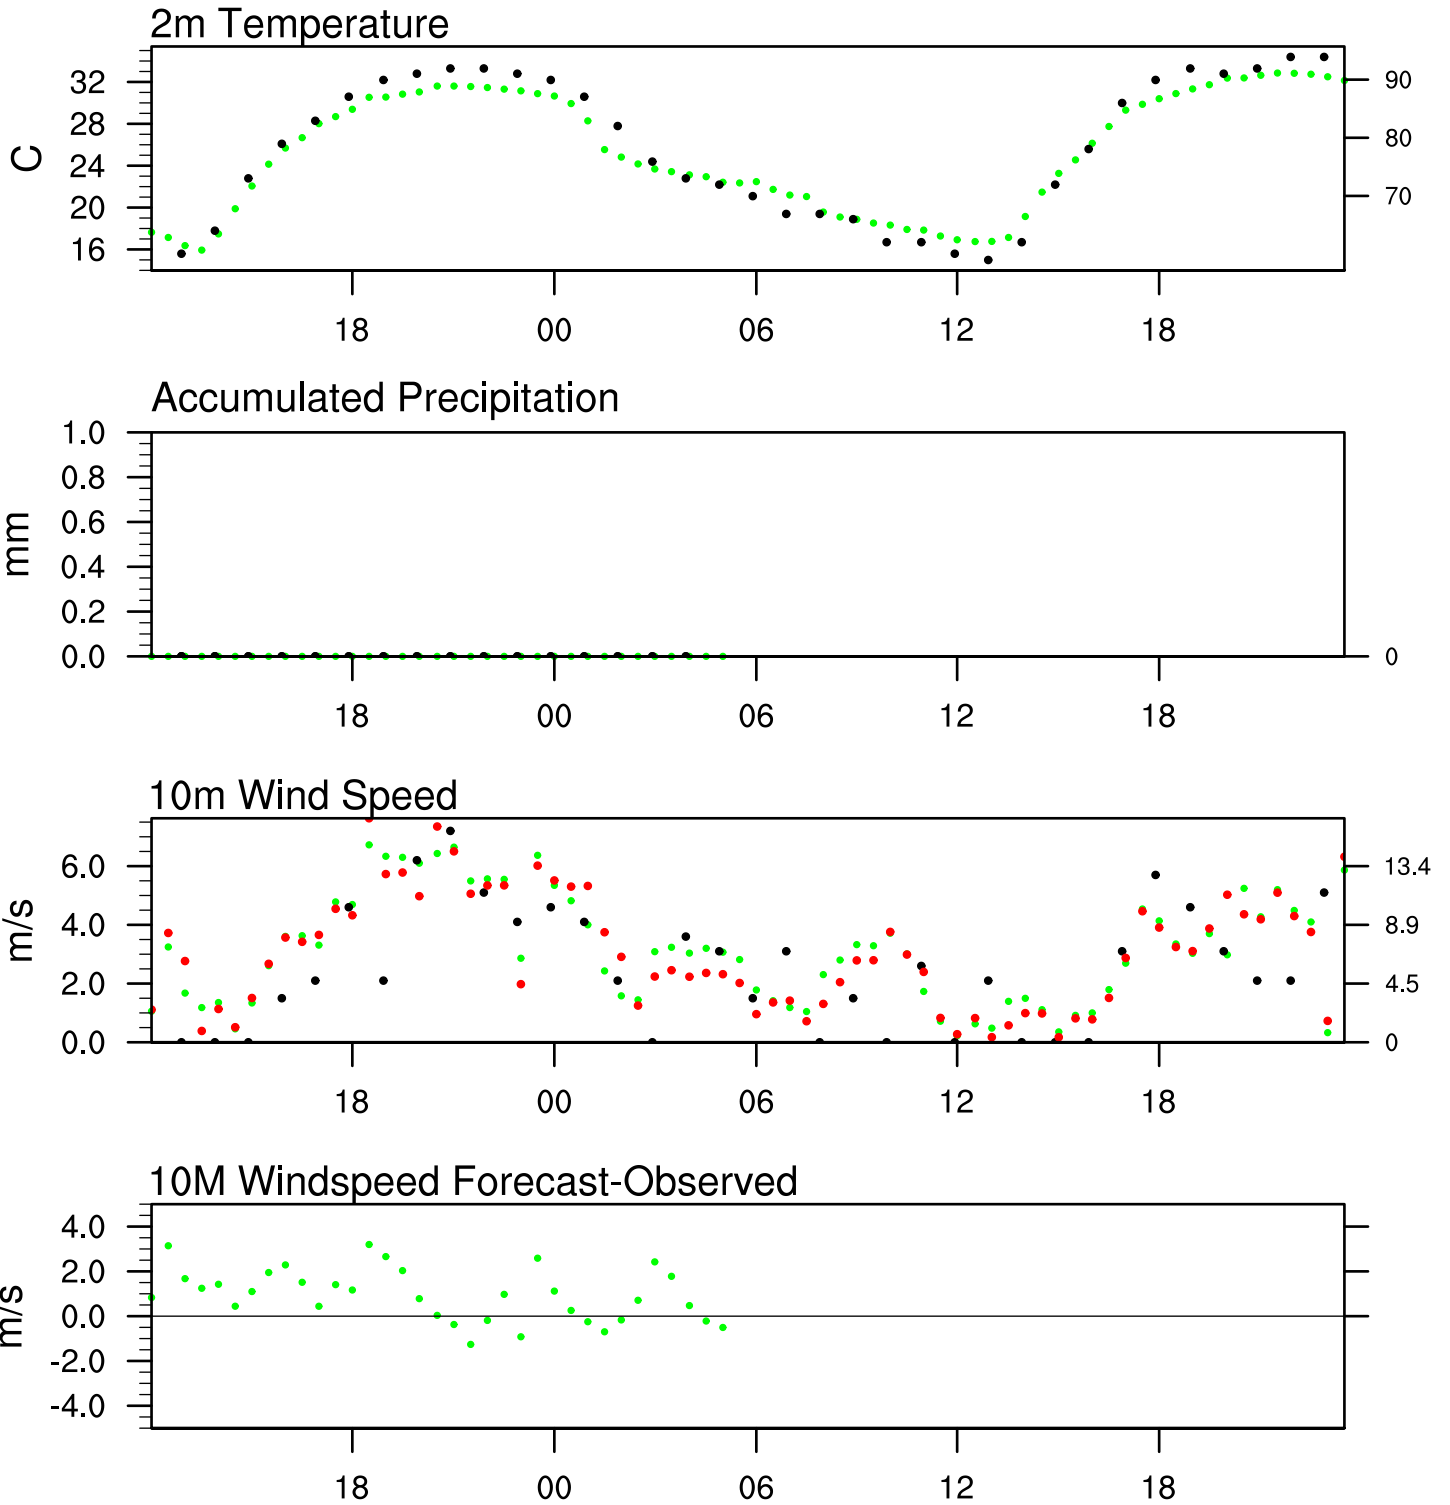 2m Temperature
32 90
28 80
C
24
20 70
16
18 00 06 12 18
Accumulated Precipitation
1.0
0.8
0.6
mm
0.4
0.2
0.0 0
18 00 06 12 18
10m Wind Speed
6.0 13.4
4.0 8.9
m/s
2.0 4.5
0.0 0
18 00 06 12 18
10M Windspeed Forecast-Observed
4.0
2.0
0.0
m/s
-2.0
-4.0
18 00 06 12 18